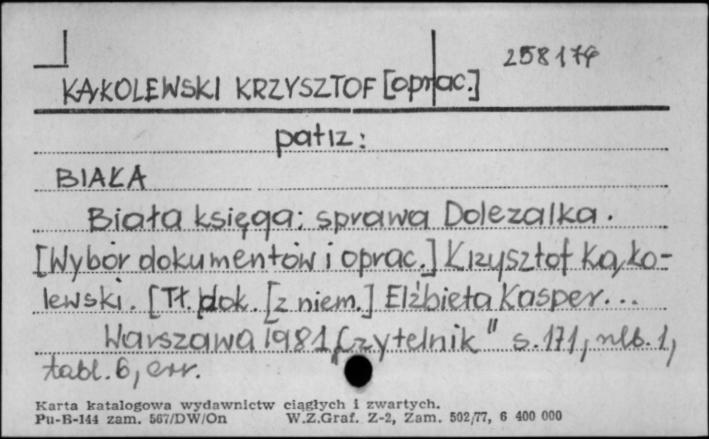 258174
KĄKOLEWSKI KRZYSZTOF [oprac.]
patrz:
BIAŁA
Biała księga: sprawa Dolezalka.
[Wybór dokumentów i oprac.] Krzysztof Kąko-
lewski. [Tł. dok. [z niem.] Elżbieta Kasper...
Warszawa 1981 „Czytelnik" s. 171, nlb. 1,
tabl. 6, err.
Karta katalogowa wydawnictw ciągłych i zwartych.
Pu-B-144 zam. 567/DW/On W.Z.Graf. Z-2, Zam. 502/77, 6 400 000